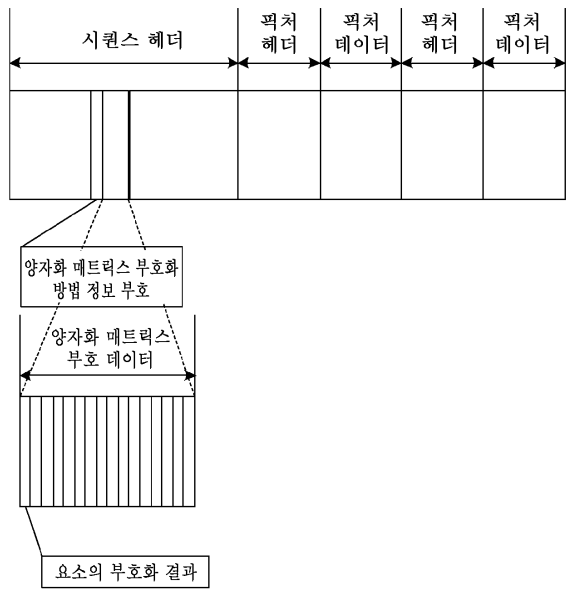 시퀀스 헤더
픽처
헤더
픽처
데이터
픽처
헤더
픽처
데이터
양자화 매트릭스 부호화
방법 정보 부호
양자화 매트릭스
부호 데이터
요소의 부호화 결과